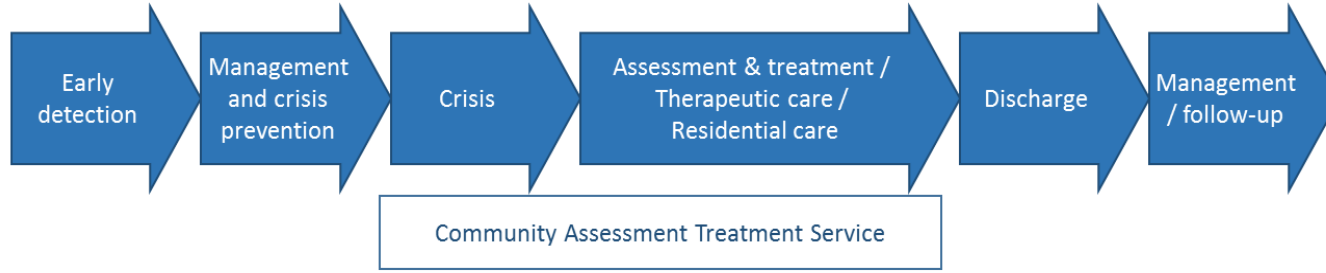 Early
detection
Management
and crisis
prevention
Crisis
Assessment & treatment /
Therapeutic care /
Residential care
Discharge
Management
/ follow-up
Community Assessment Treatment Service